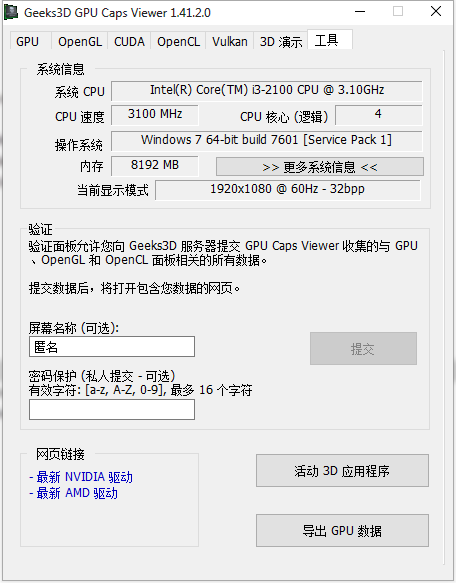 Geeks3D GPU Caps Viewer 1.41.2.0
GPU OpenGL CUDA OpenCL Vulkan 3D 演示 工具
系统信息
系统 CPU Intel(R) Core(TM) i3-2100 CPU @ 3.10GHz
CPU 速度 3100 MHz CPU 核心 (逻辑) 4
操作系统 Windows 7 64-bit build 7601 [Service Pack 1]
内存 8192 MB >> 更多系统信息 <<
当前显示模式 1920x1080 @ 60Hz - 32bpp
验证
验证面板允许您向 Geeks3D 服务器提交 GPU Caps Viewer 收集的与 GPU
、OpenGL 和 OpenCL 面板相关的所有数据。
提交数据后，将打开包含您数据的网页。
屏幕名称 (可选):
匿名
提交
密码保护 (私人提交 - 可选)
有效字符: [a-z, A-Z, 0-9], 最多 16 个字符
网页链接
- 最新 NVIDIA 驱动
- 最新 AMD 驱动
活动 3D 应用程序
导出 GPU 数据